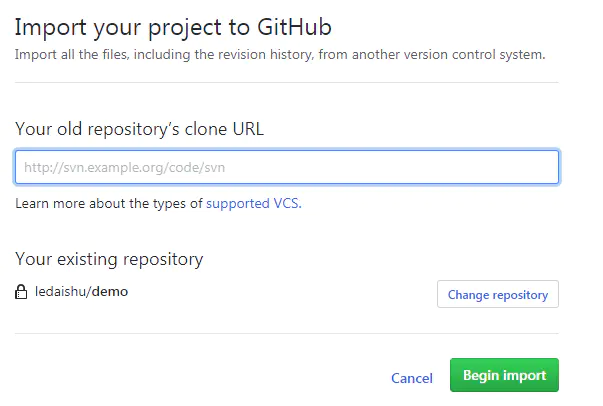 Import your project to GitHub
Import all the files, including the revision history, from another version control system.
Your old repository's clone URL
http://svn.example.org/code/svn
Learn more about the types of supported VCS.
Your existing repository
ledaishu/demo
Change repository
Cancel
Begin import